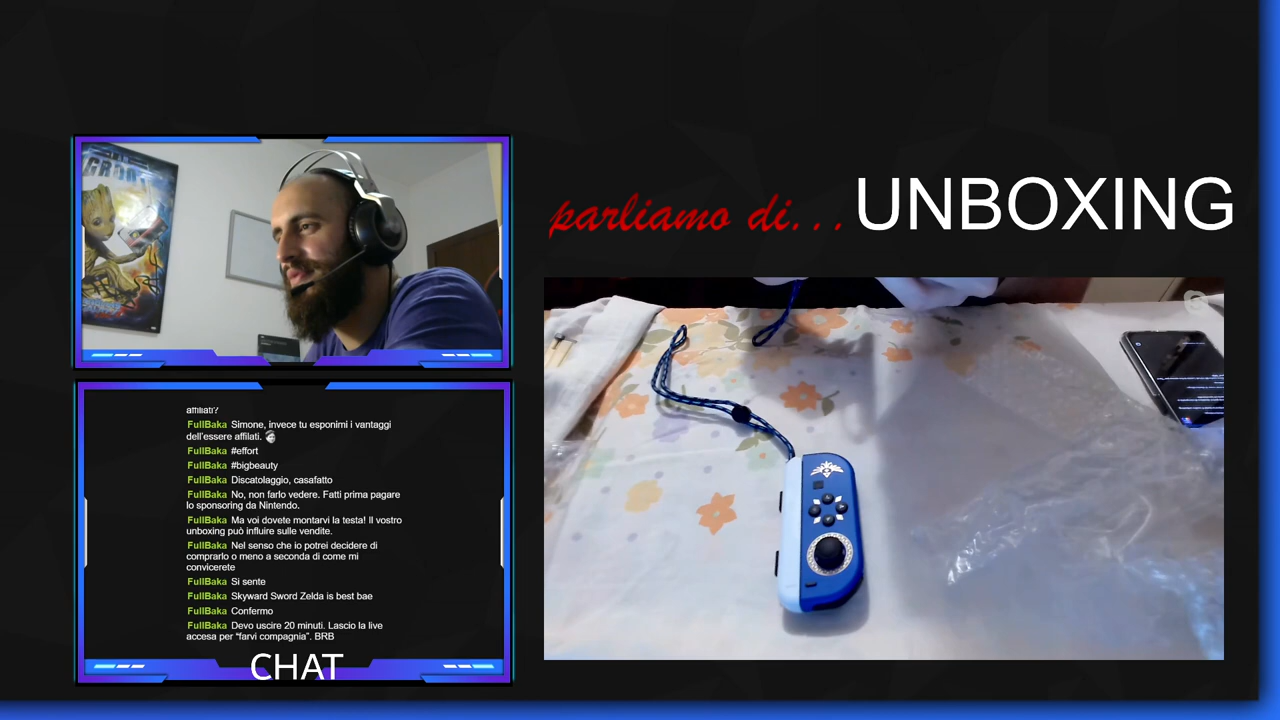 parliamo di... UNBOXING
GROOT
affiliati?
FullBaka Simone, invece tu esponimi i vantaggi
dell'essere affilati.
FullBaka #effort
FullBaka #bigbeauty
FullBaka Discatolaggio, casafatto
FullBaka No, non farlo vedere. Fatti prima pagare
lo sponsoring da Nintendo.
FullBaka Ma voi dovete montarvi la testa! Il vostro
unboxing può influire sulle vendite.
FullBaka Nel senso che io potrei decidere di
comprarlo o meno a seconda di come mi
convicerete
FullBaka Si sente
FullBaka Skyward Sword Zelda is best bae
FullBaka Confermo
FullBaka Devo uscire 20 minuti. Lascio la live
accesa per "farvi compagnia". BRB
CHAT